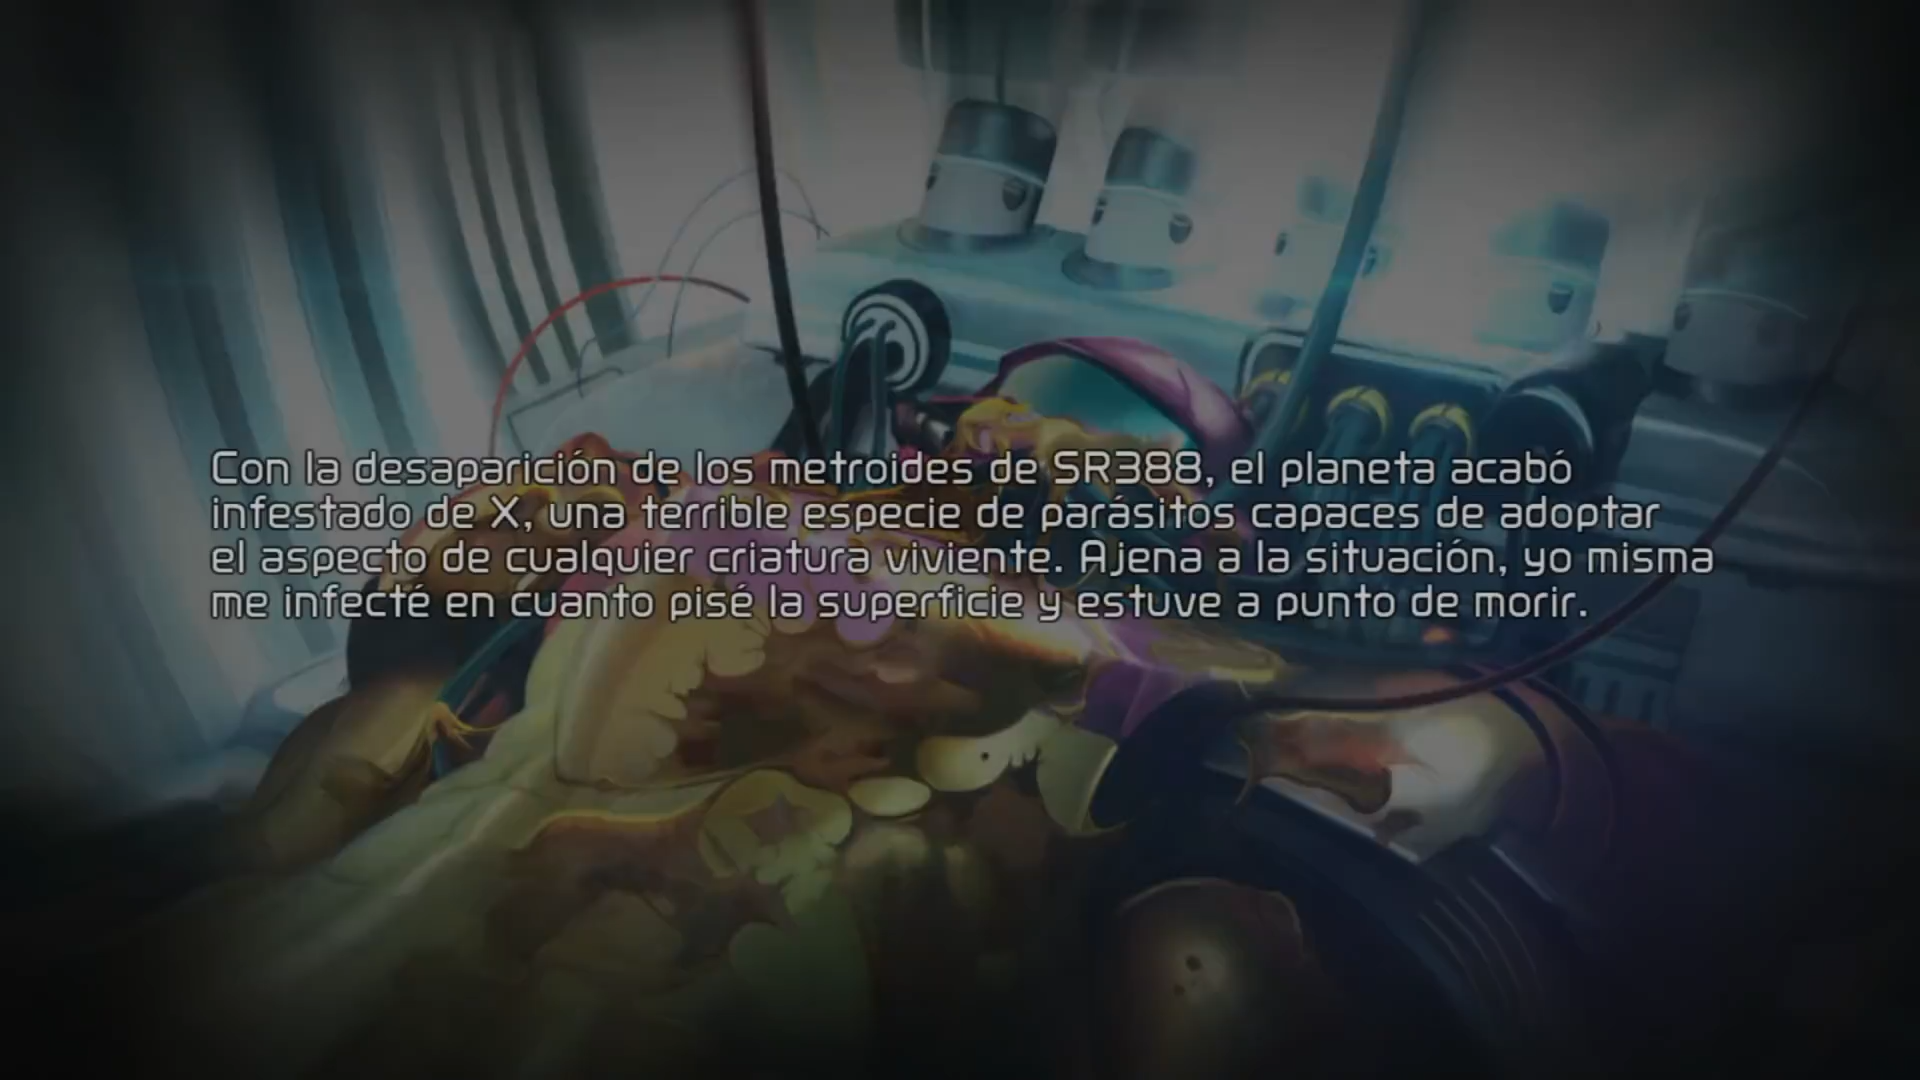 Con la desaparición de los metroides de SR388, el planeta acabó
infestado de X, una terrible especie de parásitos capaces de adoptar
el aspecto de cualquier criatura viviente. Ajena a la situación, yo misma
me infecté en cuanto pisé la superficie y estuve a punto de morir.